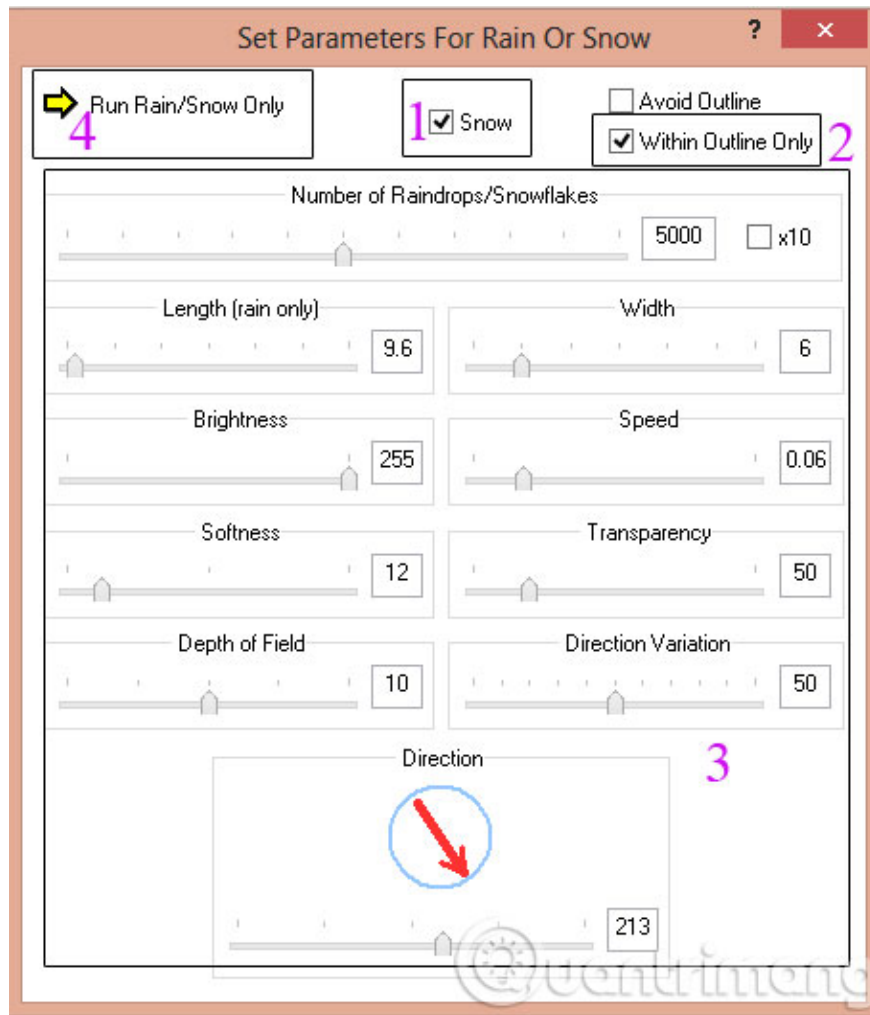 Set Parameters For Rain Or Snow ? ×
Run Rain/Snow Only
4
1 Snow
Avoid Outline
Within Outline Only 2
Number of Raindrops/Snowflakes
5000 x10
Length (rain only) Width
9.6 6
Brightness Speed
255 0.06
Softness Transparency
12 50
Depth of Field Direction Variation
10 50
Direction 3
213
Quantrimang